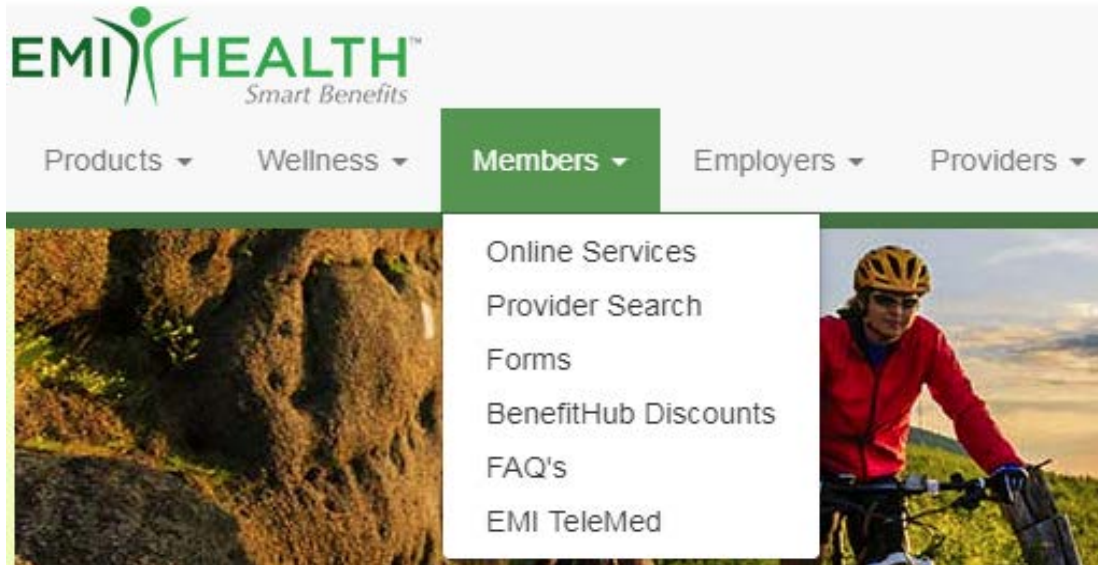 EMI HEALTH™
Smart Benefits
Products Wellness Members Employers Providers
Online Services
Provider Search
Forms
BenefitHub Discounts
FAQ's
EMI TeleMed